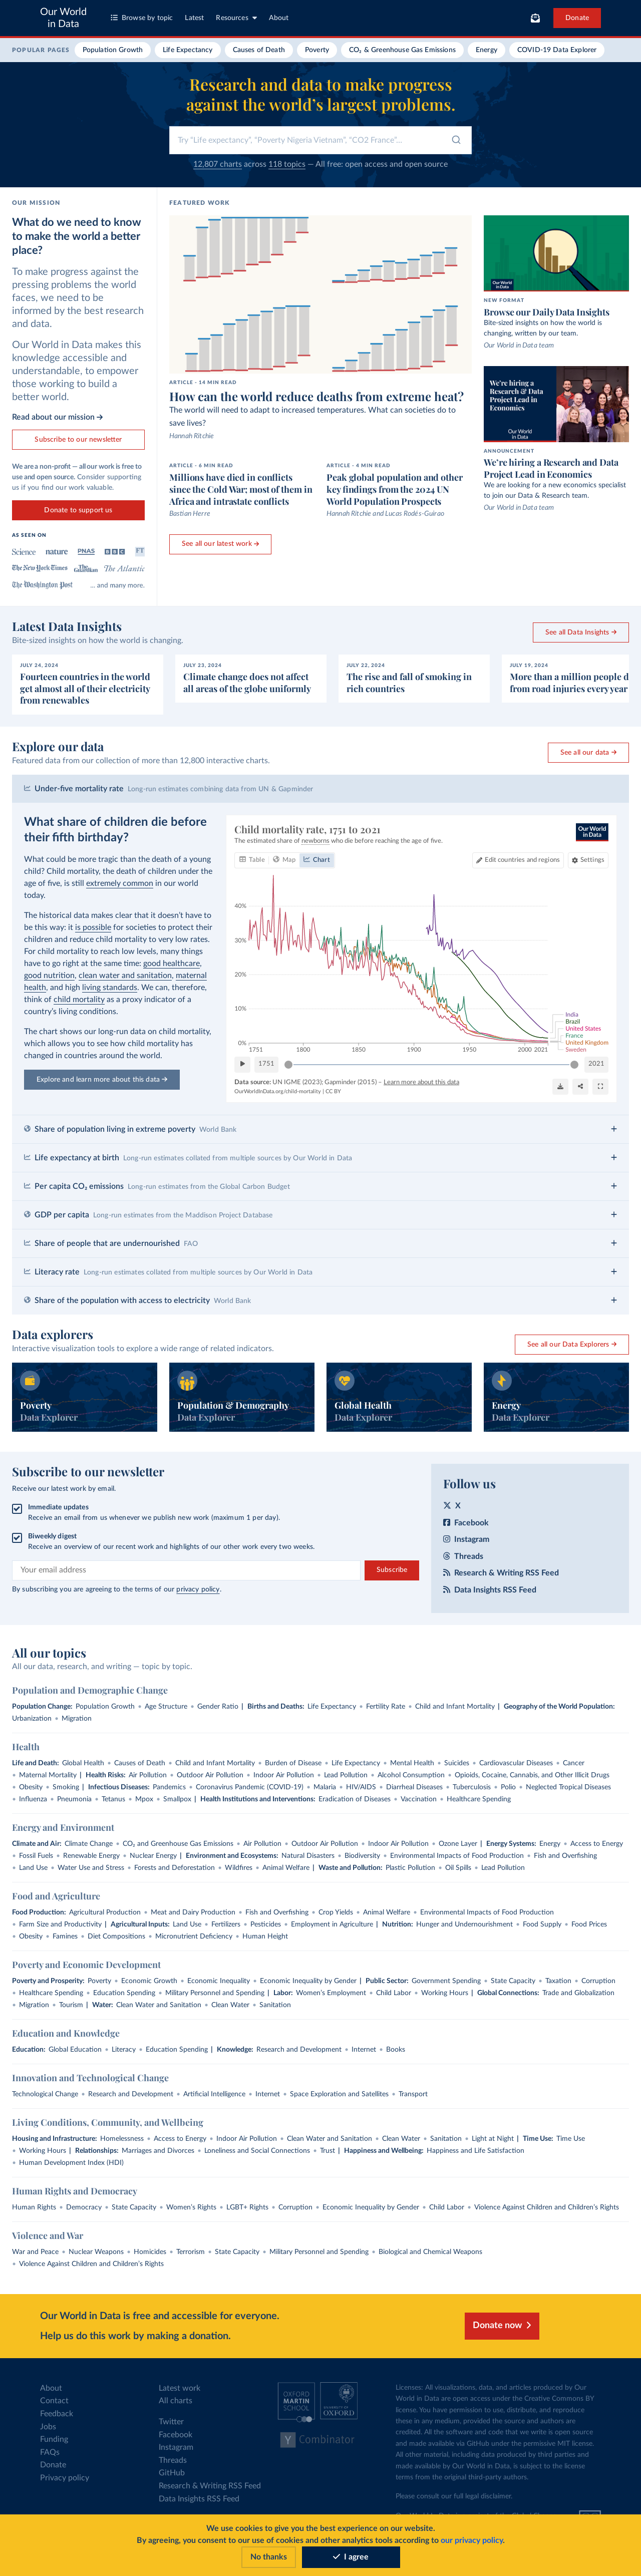 Our World
in Data
Browse by topic
Latest
Resources
About
Donate
POPULAR PAGES
Population Growth
Life Expectancy
Causes of Death
Poverty
CO₂ & Greenhouse Gas Emissions
Energy
COVID-19 Data Explorer
Research and data to make progress
against the world's largest problems.
Try "Life expectancy", "Poverty Nigeria Vietnam", "CO2 France"...
12,807 charts across 118 topics — All free: open access and open source
OUR MISSION
What do we need to know
to make the world a better
place?
To make progress against the
pressing problems the world
faces, we need to be
informed by the best research
and data.
Our World in Data makes this
knowledge accessible and
understandable, to empower
those working to build a
better world.
Read about our mission →
Subscribe to our newsletter
We are a non-profit — all our work is free to
use and open source. Consider supporting
us if you find our work valuable.
Donate to support us
AS SEEN ON
Science
nature
PNAS
BBC
FT
The New York Times
The Guardian
The Atlantic
The Washington Post
... and many more.
FEATURED WORK
ARTICLE - 14 MIN READ
How can the world reduce deaths from extreme heat?
The world will need to adapt to increased temperatures. What can societies do to
save lives?
Hannah Ritchie
ARTICLE - 6 MIN READ
Millions have died in conflicts
since the Cold War; most of them in
Africa and intrastate conflicts
Bastian Herre
ARTICLE - 4 MIN READ
Peak global population and other
key findings from the 2024 UN
World Population Prospects
Hannah Ritchie and Lucas Rodés-Guirao
See all our latest work →
Our World
in Data
NEW FORMAT
Browse our Daily Data Insights
Bite-sized insights on how the world is
changing, written by our team.
Our World in Data team
We're hiring a
Research & Data
Project Lead in
Economics
Our World
in Data
ANNOUNCEMENT
We're hiring a Research and Data
Project Lead in Economics
We are looking for a new economics specialist
to join our Data & Research team.
Our World in Data team
Latest Data Insights
Bite-sized insights on how the world is changing.
See all Data Insights →
JULY 24, 2024
Fourteen countries in the world
get almost all of their electricity
from renewables
JULY 23, 2024
Climate change does not affect
all areas of the globe uniformly
JULY 22, 2024
The rise and fall of smoking in
rich countries
JULY 19, 2024
More than a million people d
from road injuries every year
Explore our data
Featured data from our collection of more than 12,800 interactive charts.
See all our data →
Under-five mortality rate Long-run estimates combining data from UN & Gapminder
What share of children die before
their fifth birthday?
What could be more tragic than the death of a young
child? Child mortality, the death of children under the
age of five, is still extremely common in our world
today.
The historical data makes clear that it doesn't have to
be this way: it is possible for societies to protect their
children and reduce child mortality to very low rates.
For child mortality to reach low levels, many things
have to go right at the same time: good healthcare,
good nutrition, clean water and sanitation, maternal
health, and high living standards. We can, therefore,
think of child mortality as a proxy indicator of a
country's living conditions.
The chart shows our long-run data on child mortality,
which allows you to see how child mortality has
changed in countries around the world.
Explore and learn more about this data →
Child mortality rate, 1751 to 2021
The estimated share of newborns who die before reaching the age of five.
Our World
in Data
Table
Map
Chart
Edit countries and regions
Settings
40%
30%
20%
10%
0%
1751
1800
1850
1900
1950
2000 2021
India
Brazil
United States
France
United Kingdom
Sweden
1751
2021
Data source: UN IGME (2023); Gapminder (2015) – Learn more about this data
OurWorldInData.org/child-mortality | CC BY
Share of population living in extreme poverty World Bank
Life expectancy at birth Long-run estimates collated from multiple sources by Our World in Data
Per capita CO₂ emissions Long-run estimates from the Global Carbon Budget
GDP per capita Long-run estimates from the Maddison Project Database
Share of people that are undernourished FAO
Literacy rate Long-run estimates collated from multiple sources by Our World in Data
Share of the population with access to electricity World Bank
Data explorers
Interactive visualization tools to explore a wide range of related indicators.
See all our Data Explorers →
Poverty
Data Explorer
Population & Demography
Data Explorer
Global Health
Data Explorer
Energy
Data Explorer
Subscribe to our newsletter
Receive our latest work by email.
Immediate updates
Receive an email from us whenever we publish new work (maximum 1 per day).
Biweekly digest
Receive an overview of our recent work and highlights of our other work every two weeks.
Your email address
Subscribe
By subscribing you are agreeing to the terms of our privacy policy.
Follow us
X
Facebook
Instagram
Threads
Research & Writing RSS Feed
Data Insights RSS Feed
All our topics
All our data, research, and writing — topic by topic.
Population and Demographic Change
Population Change: Population Growth • Age Structure • Gender Ratio | Births and Deaths: Life Expectancy • Fertility Rate • Child and Infant Mortality | Geography of the World Population:
Urbanization • Migration
Health
Life and Death: Global Health • Causes of Death • Child and Infant Mortality • Burden of Disease • Life Expectancy • Mental Health • Suicides • Cardiovascular Diseases • Cancer
• Maternal Mortality | Health Risks: Air Pollution • Outdoor Air Pollution • Indoor Air Pollution • Lead Pollution • Alcohol Consumption • Opioids, Cocaine, Cannabis, and Other Illicit Drugs
• Obesity • Smoking | Infectious Diseases: Pandemics • Coronavirus Pandemic (COVID-19) • Malaria • HIV/AIDS • Diarrheal Diseases • Tuberculosis • Polio • Neglected Tropical Diseases
• Influenza • Pneumonia • Tetanus • Mpox • Smallpox | Health Institutions and Interventions: Eradication of Diseases • Vaccination • Healthcare Spending
Energy and Environment
Climate and Air: Climate Change • CO₂ and Greenhouse Gas Emissions • Air Pollution • Outdoor Air Pollution • Indoor Air Pollution • Ozone Layer | Energy Systems: Energy • Access to Energy
• Fossil Fuels • Renewable Energy • Nuclear Energy | Environment and Ecosystems: Natural Disasters • Biodiversity • Environmental Impacts of Food Production • Fish and Overfishing
• Land Use • Water Use and Stress • Forests and Deforestation • Wildfires • Animal Welfare | Waste and Pollution: Plastic Pollution • Oil Spills • Lead Pollution
Food and Agriculture
Food Production: Agricultural Production • Meat and Dairy Production • Fish and Overfishing • Crop Yields • Animal Welfare • Environmental Impacts of Food Production
• Farm Size and Productivity | Agricultural Inputs: Land Use • Fertilizers • Pesticides • Employment in Agriculture | Nutrition: Hunger and Undernourishment • Food Supply • Food Prices
• Obesity • Famines • Diet Compositions • Micronutrient Deficiency • Human Height
Poverty and Economic Development
Poverty and Prosperity: Poverty • Economic Growth • Economic Inequality • Economic Inequality by Gender | Public Sector: Government Spending • State Capacity • Taxation • Corruption
• Healthcare Spending • Education Spending • Military Personnel and Spending | Labor: Women's Employment • Child Labor • Working Hours | Global Connections: Trade and Globalization
• Migration • Tourism | Water: Clean Water and Sanitation • Clean Water • Sanitation
Education and Knowledge
Education: Global Education • Literacy • Education Spending | Knowledge: Research and Development • Internet • Books
Innovation and Technological Change
Technological Change • Research and Development • Artificial Intelligence • Internet • Space Exploration and Satellites • Transport
Living Conditions, Community, and Wellbeing
Housing and Infrastructure: Homelessness • Access to Energy • Indoor Air Pollution • Clean Water and Sanitation • Clean Water • Sanitation • Light at Night | Time Use: Time Use
• Working Hours | Relationships: Marriages and Divorces • Loneliness and Social Connections • Trust | Happiness and Wellbeing: Happiness and Life Satisfaction
• Human Development Index (HDI)
Human Rights and Democracy
Human Rights • Democracy • State Capacity • Women's Rights • LGBT+ Rights • Corruption • Economic Inequality by Gender • Child Labor • Violence Against Children and Children's Rights
Violence and War
War and Peace • Nuclear Weapons • Homicides • Terrorism • State Capacity • Military Personnel and Spending • Biological and Chemical Weapons
• Violence Against Children and Children's Rights
Our World in Data is free and accessible for everyone.
Help us do this work by making a donation.
Donate now
About
Contact
Feedback
Jobs
Funding
FAQs
Donate
Privacy policy
Latest work
All charts
Twitter
Facebook
Instagram
Threads
GitHub
Research & Writing RSS Feed
Data Insights RSS Feed
OXFORD
MARTIN
SCHOOL
UNIVERSITY OF
OXFORD
Y Combinator
Licenses: All visualizations, data, and articles produced by Our
World in Data are open access under the Creative Commons BY
license. You have permission to use, distribute, and reproduce
these in any medium, provided the source and authors are
credited. All the software and code that we write is open source
and made available via GitHub under the permissive MIT license.
All other material, including data produced by third parties and
made available by Our World in Data, is subject to the license
terms from the original third-party authors.
Please consult our full legal disclaimer.
We use cookies to give you the best experience on our website.
By agreeing, you consent to our use of cookies and other analytics tools according to our privacy policy.
No thanks
I agree